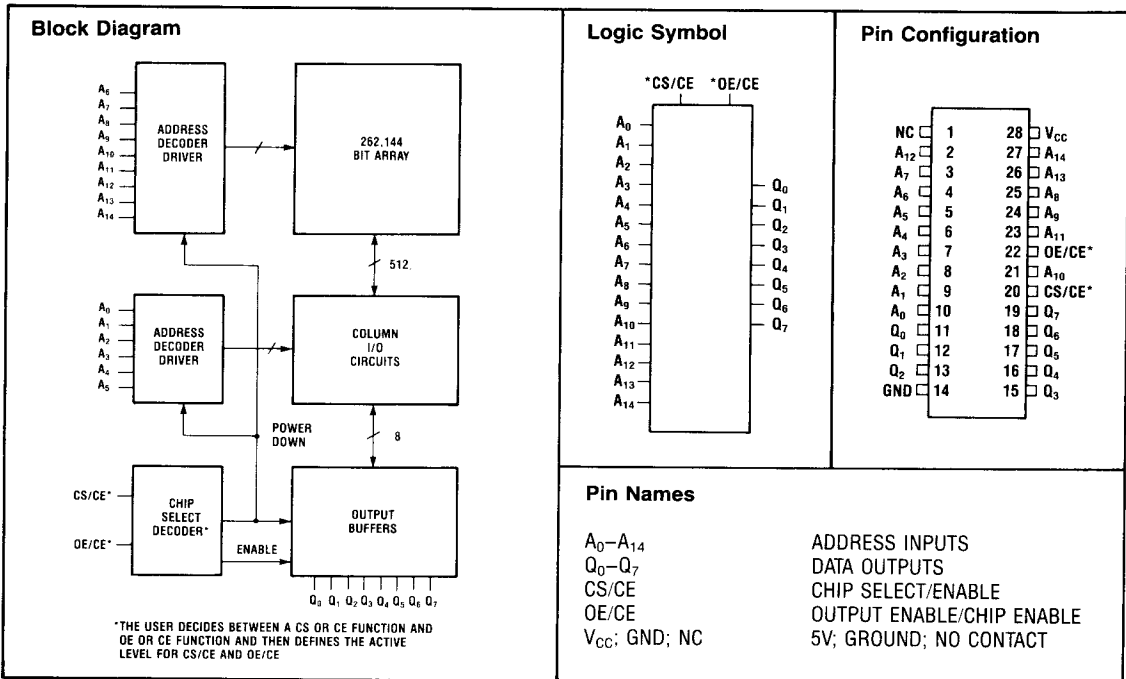 Block Diagram
A6
A7
A8
A9
A10
A11
A12
A13
A14
ADDRESS
DECODER
DRIVER
262,144
BIT ARRAY
512
A0
A1
A2
A3
A4
A5
ADDRESS
DECODER
DRIVER
COLUMN
I/O
CIRCUITS
POWER
DOWN
8
CS/CE*
OE/CE*
CHIP
SELECT
DECODER*
ENABLE
OUTPUT
BUFFERS
Q0 Q1 Q2 Q3 Q4 Q5 Q6 Q7
*THE USER DECIDES BETWEEN A CS OR CE FUNCTION AND
OE OR CE FUNCTION AND THEN DEFINES THE ACTIVE
LEVEL FOR CS/CE AND OE/CE
Logic Symbol
*CS/CE *OE/CE
A0
A1
A2
A3
A4
A5
A6
A7
A8
A9
A10
A11
A12
A13
A14
Q0
Q1
Q2
Q3
Q4
Q5
Q6
Q7
Pin Configuration
NC 1 28 VCC
A12 2 27 A14
A7 3 26 A13
A6 4 25 A8
A5 5 24 A9
A4 6 23 A11
A3 7 22 OE/CE*
A2 8 21 A10
A1 9 20 CS/CE*
A0 10 19 Q7
Q0 11 18 Q6
Q1 12 17 Q5
Q2 13 16 Q4
GND 14 15 Q3
Pin Names
A0–A14 ADDRESS INPUTS
Q0–Q7 DATA OUTPUTS
CS/CE CHIP SELECT/ENABLE
OE/CE OUTPUT ENABLE/CHIP ENABLE
VCC; GND; NC 5V; GROUND; NO CONTACT